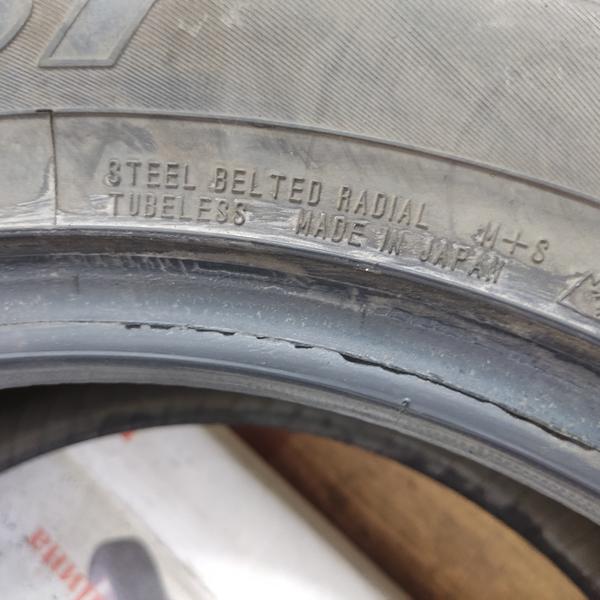 STEEL BELTED RADIAL M+S
TUBELESS MADE IN JAPAN